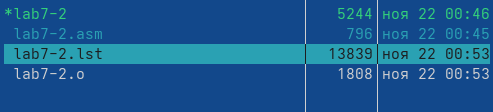 *lab7-2 5244 ноя 22 00:46
lab7-2.asm 796 ноя 22 00:45
lab7-2.lst 13839 ноя 22 00:53
lab7-2.o 1808 ноя 22 00:53